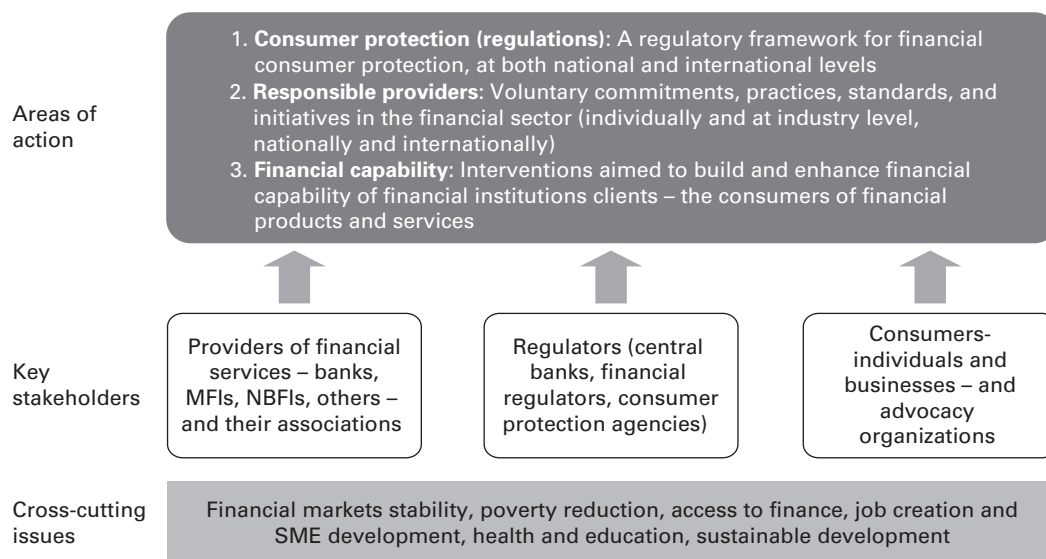 Areas of
action
1. Consumer protection (regulations): A regulatory framework for financial
consumer protection, at both national and international levels
2. Responsible providers: Voluntary commitments, practices, standards, and
initiatives in the financial sector (individually and at industry level,
nationally and internationally)
3. Financial capability: Interventions aimed to build and enhance financial
capability of financial institutions clients – the consumers of financial
products and services
Key
stakeholders
Providers of financial
services – banks,
MFIs, NBFIs, others –
and their associations
Regulators (central
banks, financial
regulators, consumer
protection agencies)
Consumers-
individuals and
businesses – and
advocacy
organizations
Cross-cutting
issues
Financial markets stability, poverty reduction, access to finance, job creation and
SME development, health and education, sustainable development